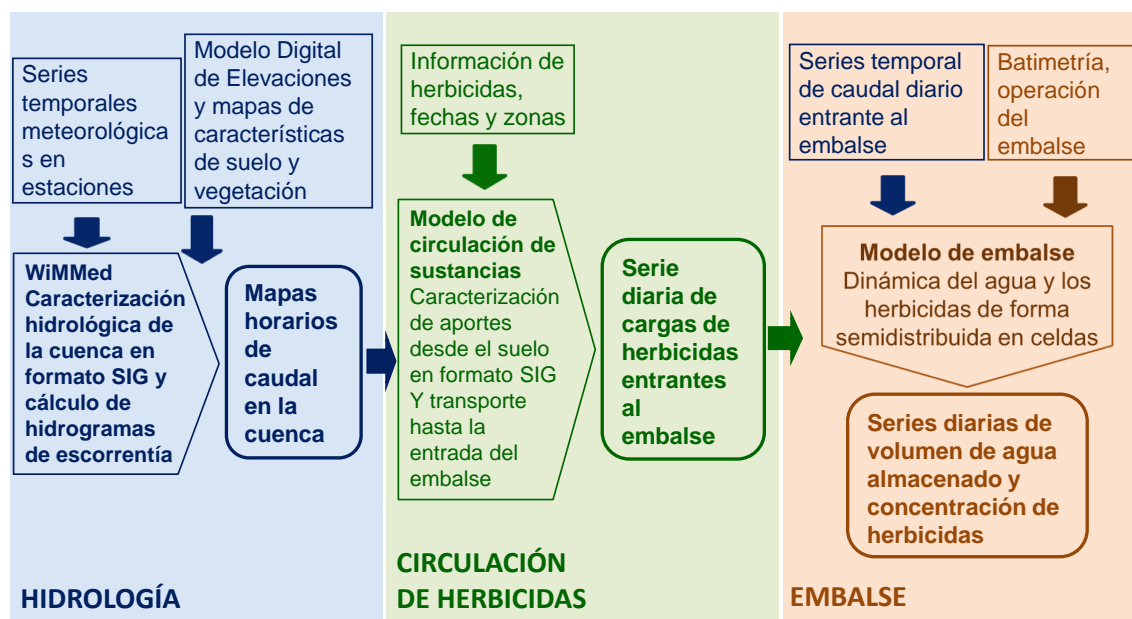 Series
temporales
meteorológica
s en
estaciones
Modelo Digital
de Elevaciones
y mapas de
características
de suelo y
vegetación
WiMMed
Caracterización
hidrológica de
la cuenca en
formato SIG y
cálculo de
hidrogramas
de escorrentía
Mapas
horarios
de
caudal
en la
cuenca
HIDROLOGÍA
Información de
herbicidas,
fechas y zonas
Modelo de
circulación de
sustancias
Caracterización
de aportes
desde el suelo
en formato SIG
Y transporte
hasta la
entrada del
embalse
Serie
diaria de
cargas de
herbicidas
entrantes
al
embalse
CIRCULACIÓN
DE HERBICIDAS
Series temporal
de caudal diario
entrante al
embalse
Batimetría,
operación
del
embalse
Modelo de embalse
Dinámica del agua y los
herbicidas de forma
semidistribuida en celdas
Series diarias de
volumen de agua
almacenado y
concentración de
herbicidas
EMBALSE